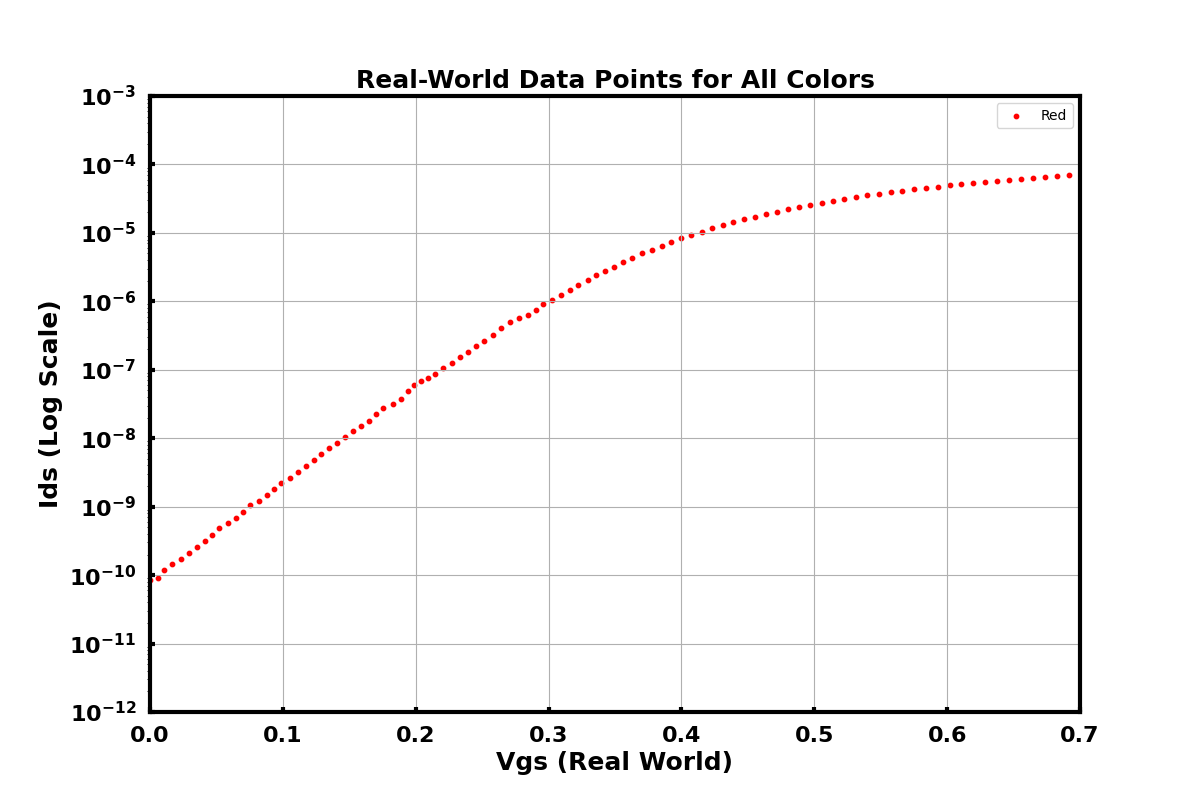 Real-World Data Points for All Colors
Red
10⁻³
10⁻⁴
10⁻⁵
10⁻⁶
10⁻⁷
10⁻⁸
10⁻⁹
10⁻¹⁰
10⁻¹¹
10⁻¹²
Ids (Log Scale)
0.0 0.1 0.2 0.3 0.4 0.5 0.6 0.7
Vgs (Real World)